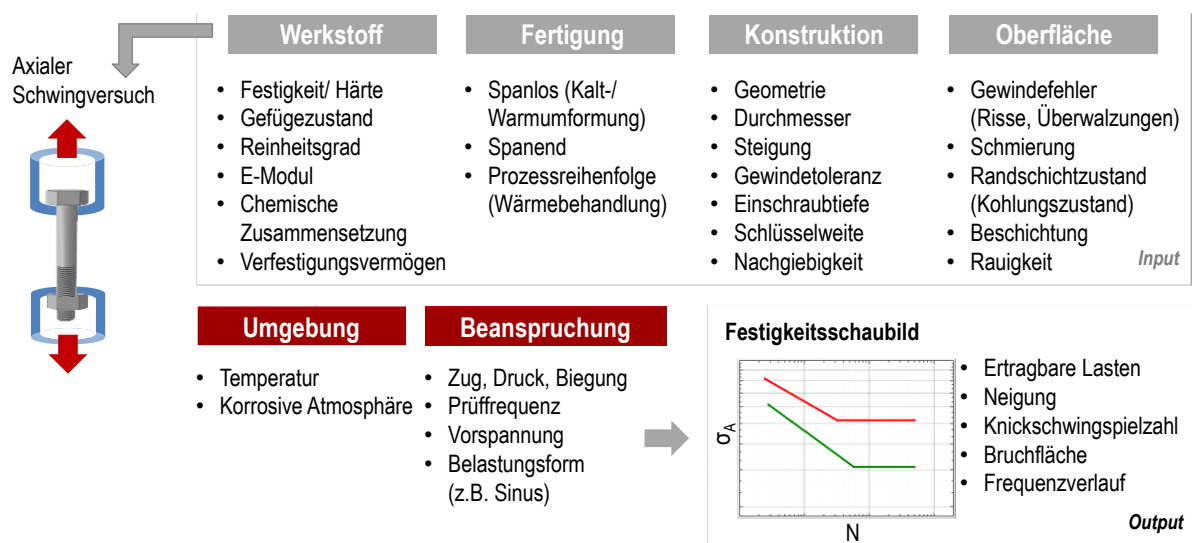 Axialer
Schwingversuch
Werkstoff
• Festigkeit/ Härte
• Gefügezustand
• Reinheitsgrad
• E-Modul
• Chemische
Zusammensetzung
• Verfestigungsvermögen
Fertigung
• Spanlos (Kalt-/
Warmumformung)
• Spanend
• Prozessreihenfolge
(Wärmebehandlung)
Konstruktion
• Geometrie
• Durchmesser
• Steigung
• Gewindetoleranz
• Einschraubtiefe
• Schlüsselweite
• Nachgiebigkeit
Oberfläche
• Gewindefehler
(Risse, Überwalzungen)
• Schmierung
• Randschichtzustand
(Kohlungszustand)
• Beschichtung
• Rauigkeit
Input
Umgebung
• Temperatur
• Korrosive Atmosphäre
Beanspruchung
• Zug, Druck, Biegung
• Prüffrequenz
• Vorspannung
• Belastungsform
(z.B. Sinus)
Festigkeitsschaubild
σA
N
• Ertragbare Lasten
• Neigung
• Knickschwingspielzahl
• Bruchfläche
• Frequenzverlauf
Output